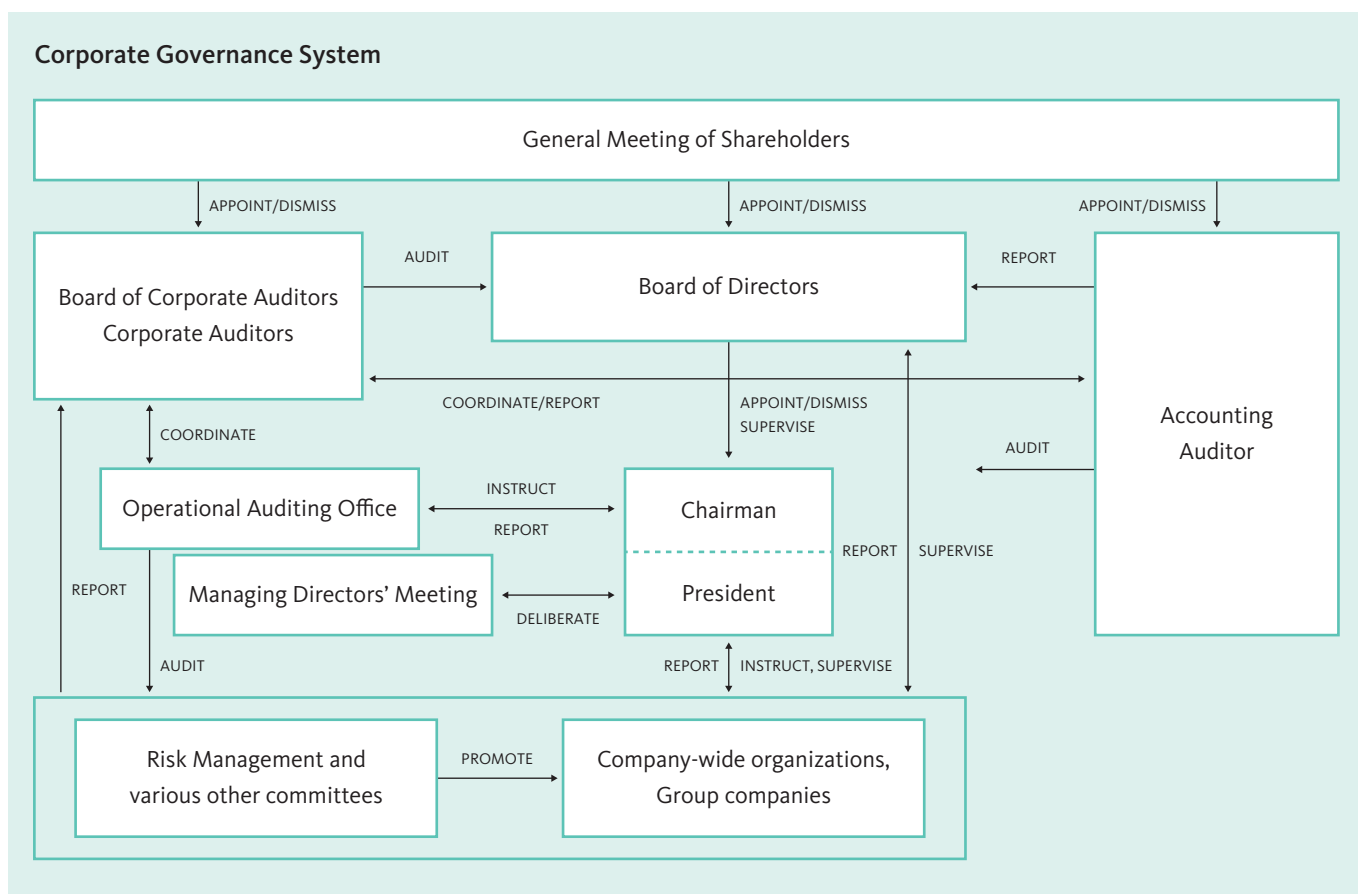 Corporate Governance System
General Meeting of Shareholders
APPOINT/DISMISS
APPOINT/DISMISS
APPOINT/DISMISS
Board of Corporate Auditors
Corporate Auditors
AUDIT
Board of Directors
REPORT
Accounting
Auditor
COORDINATE/REPORT
APPOINT/DISMISS
SUPERVISE
COORDINATE
AUDIT
Operational Auditing Office
INSTRUCT
REPORT
Chairman
President
REPORT
SUPERVISE
REPORT
Managing Directors’ Meeting
DELIBERATE
AUDIT
REPORT
INSTRUCT, SUPERVISE
Risk Management and
various other committees
PROMOTE
Company-wide organizations,
Group companies